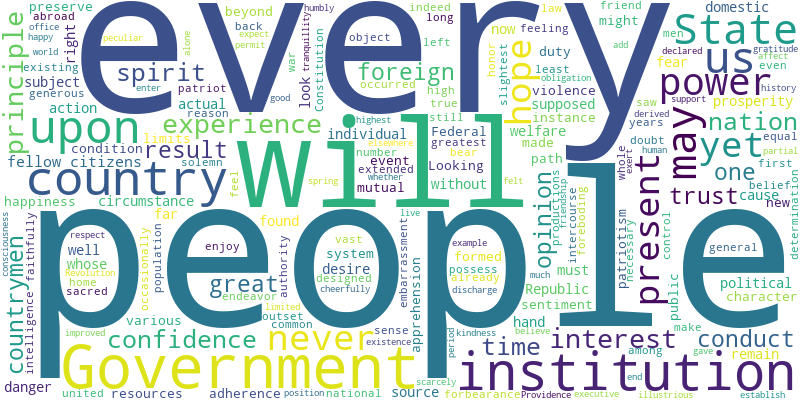 every
people
will
Government
institution
country
upon
State
us
power
may
yet
nation
one
trust
present
hope
opinion
interest
conduct
time
never
confidence
great
experience
result
spirit
foreign
principle
countrymen
fellow citizens
preserve
abroad
office
happy
world
peculiar
right
existing
subject
generous
patriot
action
actual
reason
enter
good
alone
expect
permit
beyond
back
humbly
tranquillity
look
war
object
Constitution
occurred
indeed
long
left
high
true
still
now
friend
might
law
feeling
honor
slightest
duty
least
obligation
violence
supposed
instance
domestic
men
add
declared
fear
saw
support
derived
years
gratitude
affect
even
prosperity
history
equal
partial
first
belief
new
cause
doubt
human
whole
exert
determination
condition
limits
solemn
individual
number
event
extended
whether
mutual
highest
elsewhere
Federal
greatest
made
bear
Looking
without
welfare
path
happiness
circumstance
feel
spring
felt
far
found
consciousness
intelligence
faithfully
respect
well
whose
Revolution
home
sacred
occasionally
population
enjoy
endeavor
authority
vast
system
desire
designed
cheerfully
live
embarrassment
apprehension
example
formed
possess
already
much
discharge
productions
friendship
intercourse
foreboding
must
Republic
sentiment
hand
patriotism
necessary
control
public
general
political
character
make
among
gave
remain
improved
various
outset
limited
common
sense
existence
period
kindness
believe
danger
united
resources
adherence
position
national
source
scarcely
forbearance
end
Providence
executive
illustrious
establish